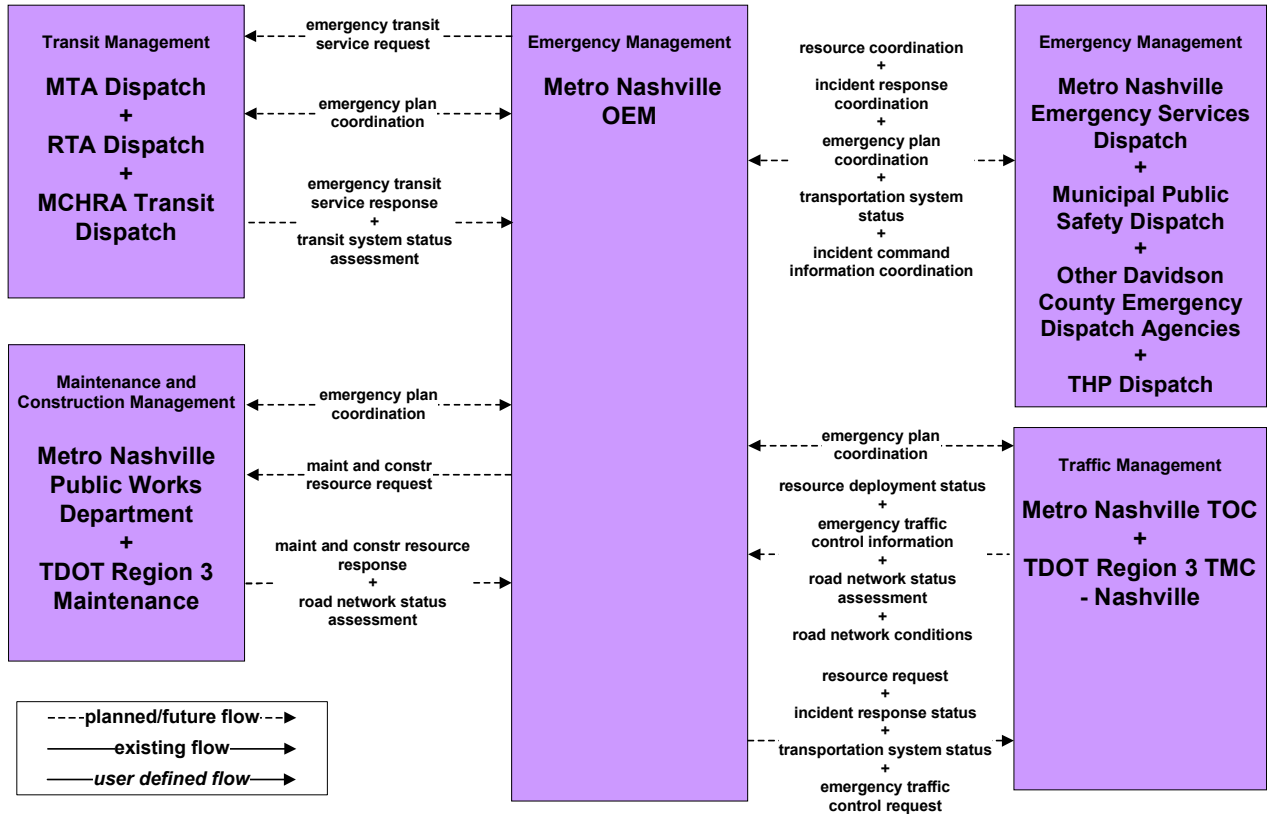 Transit Management
MTA Dispatch
+
RTA Dispatch
+
MCHRA Transit
Dispatch
emergency transit
service request
emergency plan
coordination
emergency transit
service response
+
transit system status
assessment
Maintenance and
Construction Management
Metro Nashville
Public Works
Department
+
TDOT Region 3
Maintenance
emergency plan
coordination
maint and constr
resource request
maint and constr resource
response
+
road network status
assessment
Emergency Management
Metro Nashville
OEM
resource coordination
+
incident response
coordination
+
emergency plan
coordination
+
transportation system
status
+
incident command
information coordination
Emergency Management
Metro Nashville
Emergency Services
Dispatch
+
Municipal Public
Safety Dispatch
+
Other Davidson
County Emergency
Dispatch Agencies
+
THP Dispatch
emergency plan
coordination
resource deployment status
+
emergency traffic
control information
+
road network status
assessment
+
road network conditions
resource request
+
incident response status
+
transportation system status
+
emergency traffic
control request
Traffic Management
Metro Nashville TOC
+
TDOT Region 3 TMC
- Nashville
planned/future flow
existing flow
user defined flow